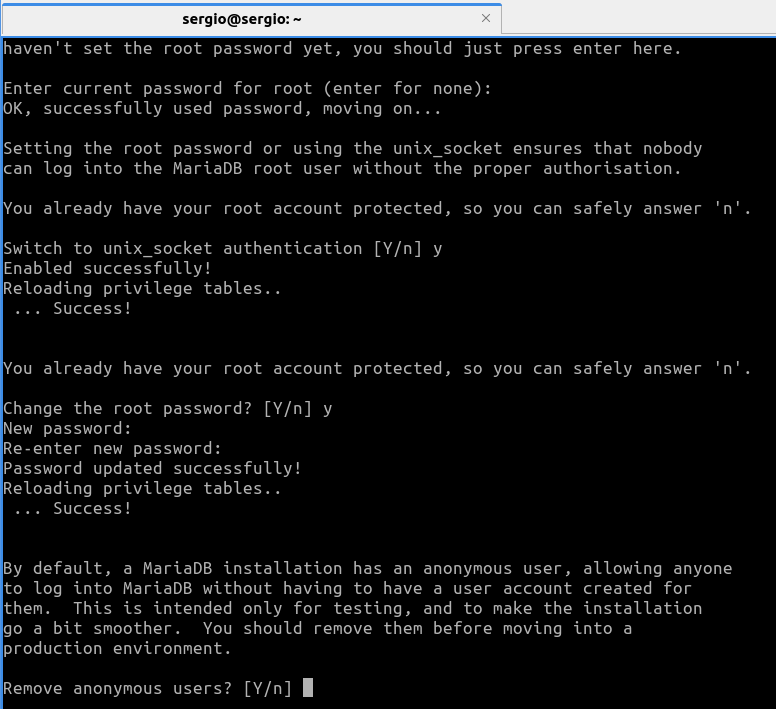 sergio@sergio: ~
haven't set the root password yet, you should just press enter here.
Enter current password for root (enter for none):
OK, successfully used password, moving on...
Setting the root password or using the unix_socket ensures that nobody
can log into the MariaDB root user without the proper authorisation.
You already have your root account protected, so you can safely answer 'n'.
Switch to unix_socket authentication [Y/n] y
Enabled successfully!
Reloading privilege tables..
 ... Success!
You already have your root account protected, so you can safely answer 'n'.
Change the root password? [Y/n] y
New password:
Re-enter new password:
Password updated successfully!
Reloading privilege tables..
 ... Success!
By default, a MariaDB installation has an anonymous user, allowing anyone
to log into MariaDB without having to have a user account created for
them.  This is intended only for testing, and to make the installation
go a bit smoother.  You should remove them before moving into a
production environment.
Remove anonymous users? [Y/n]